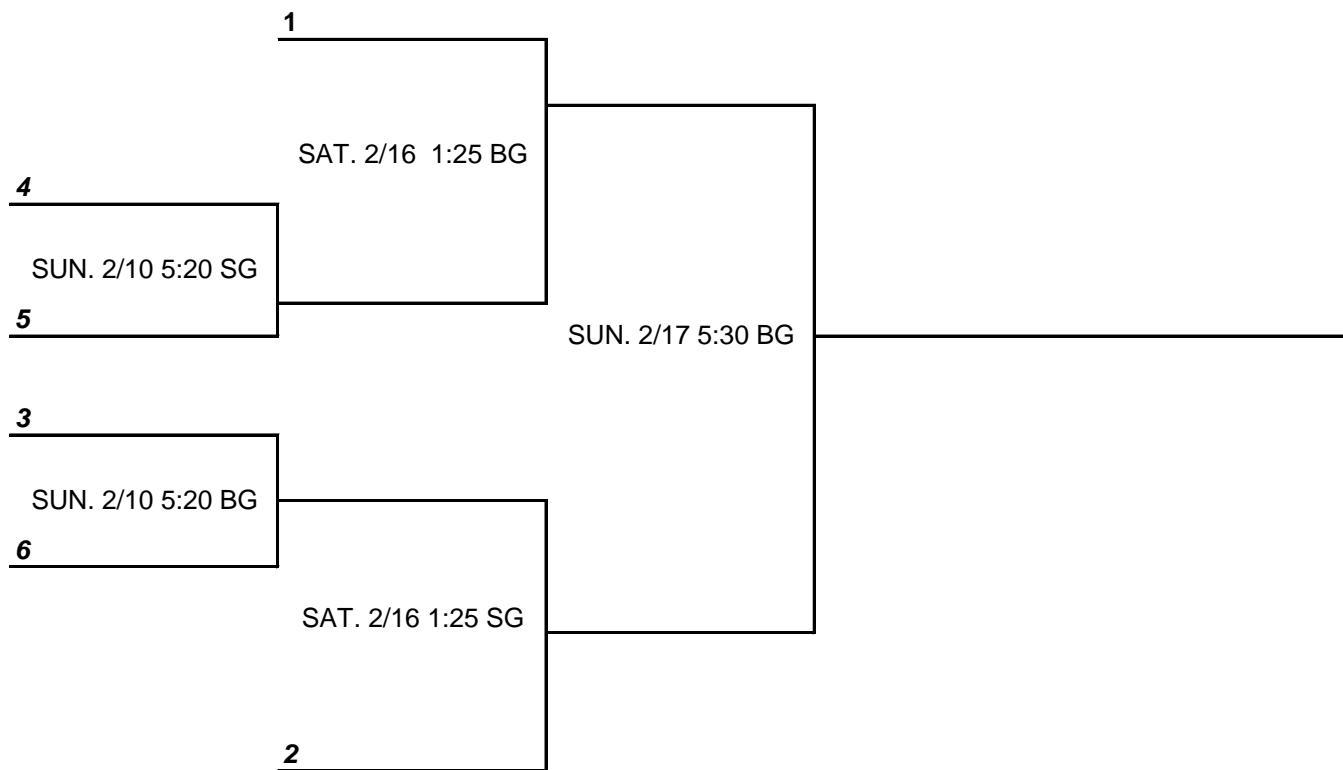 1
SAT. 2/16  1:25 BG
4
SUN. 2/10 5:20 SG
5
SUN. 2/17 5:30 BG
3
SUN. 2/10 5:20 BG
6
SAT. 2/16 1:25 SG
2